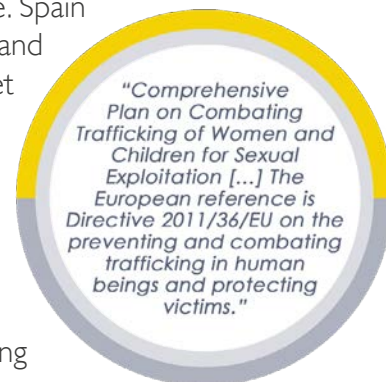 e. Spain
and
et
“Comprehensive
Plan on Combating
Trafficking of Women and
Children for Sexual
Exploitation [...] The
European reference is
Directive 2011/36/EU on the
preventing and combating
trafficking in human
beings and protecting
victims.”
ng